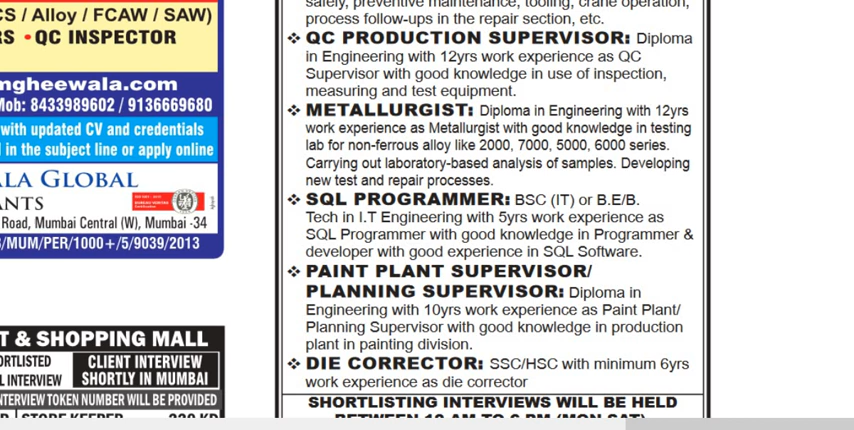 CS / Alloy / FCAW / SAW)
RS • QC INSPECTOR
mgheewala.com
Mob: 8433989602 / 9136669680
with updated CV and credentials
in the subject line or apply online
ALA GLOBAL
ANTS
Road, Mumbai Central (W), Mumbai -34
/MUM/PER/1000+/5/9039/2013
T & SHOPPING MALL
ORTLISTED
L INTERVIEW
CLIENT INTERVIEW
SHORTLY IN MUMBAI
NTERVIEW TOKEN NUMBER WILL BE PROVIDED
STORE KEEPER
safely, preventive maintenance, tooling, crane operation,
process follow-ups in the repair section, etc.
❖ QC PRODUCTION SUPERVISOR: Diploma
in Engineering with 12yrs work experience as QC
Supervisor with good knowledge in use of inspection,
measuring and test equipment.
❖ METALLURGIST: Diploma in Engineering with 12yrs
work experience as Metallurgist with good knowledge in testing
lab for non-ferrous alloy like 2000, 7000, 5000, 6000 series.
Carrying out laboratory-based analysis of samples. Developing
new test and repair processes.
❖ SQL PROGRAMMER: BSC (IT) or B.E/B.
Tech in I.T Engineering with 5yrs work experience as
SQL Programmer with good knowledge in Programmer &
developer with good experience in SQL Software.
❖ PAINT PLANT SUPERVISOR/
PLANNING SUPERVISOR: Diploma in
Engineering with 10yrs work experience as Paint Plant/
Planning Supervisor with good knowledge in production
plant in painting division.
❖ DIE CORRECTOR: SSC/HSC with minimum 6yrs
work experience as die corrector
SHORTLISTING INTERVIEWS WILL BE HELD